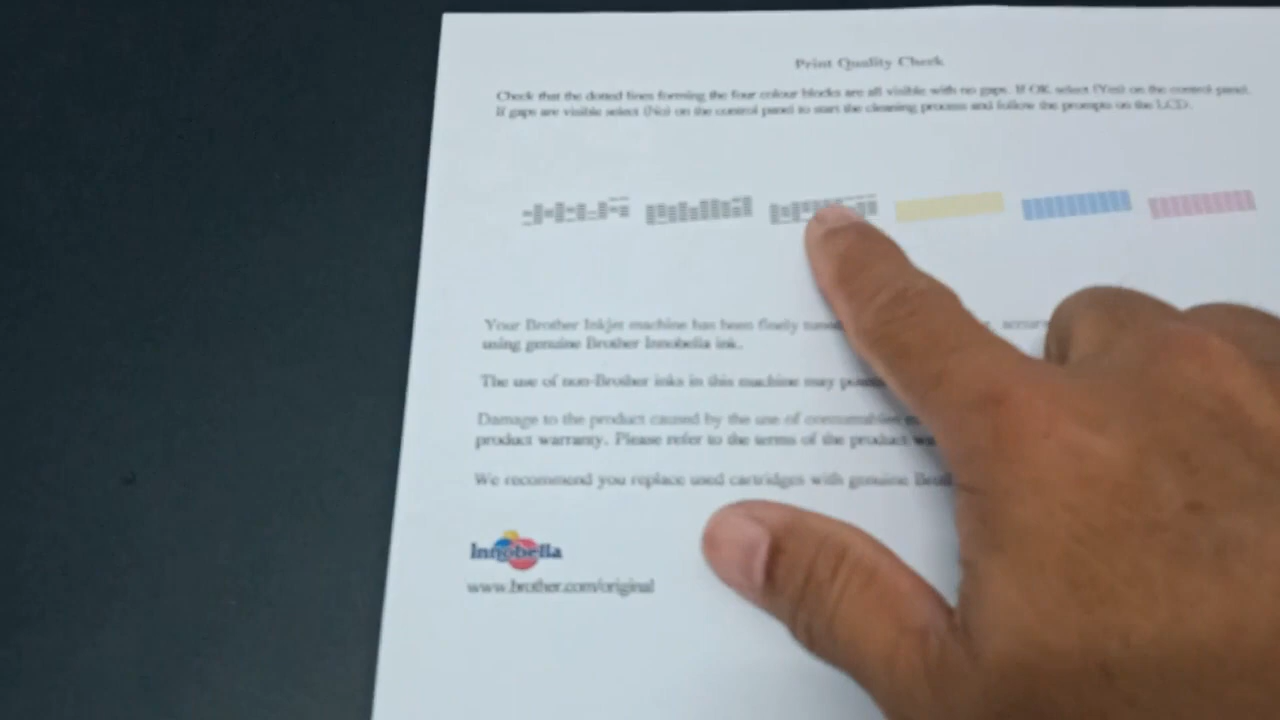 Print Quality Check
Check that the dotted lines forming the four colour blocks are all visible with no gaps. If OK select (Yes) on the control panel.
If gaps are visible select (No) on the control panel to start the cleaning process and follow the prompts on the LCD.
Your Brother Inkjet machine has been finely
using genuine Brother Innobella ink.
The use of non-Brother inks in this machine may
Damage to the product caused by the use of consumables
product warranty. Please refer to the terms of the product
We recommend you replace used cartridges with genuine
Innobella
www.brother.com/original